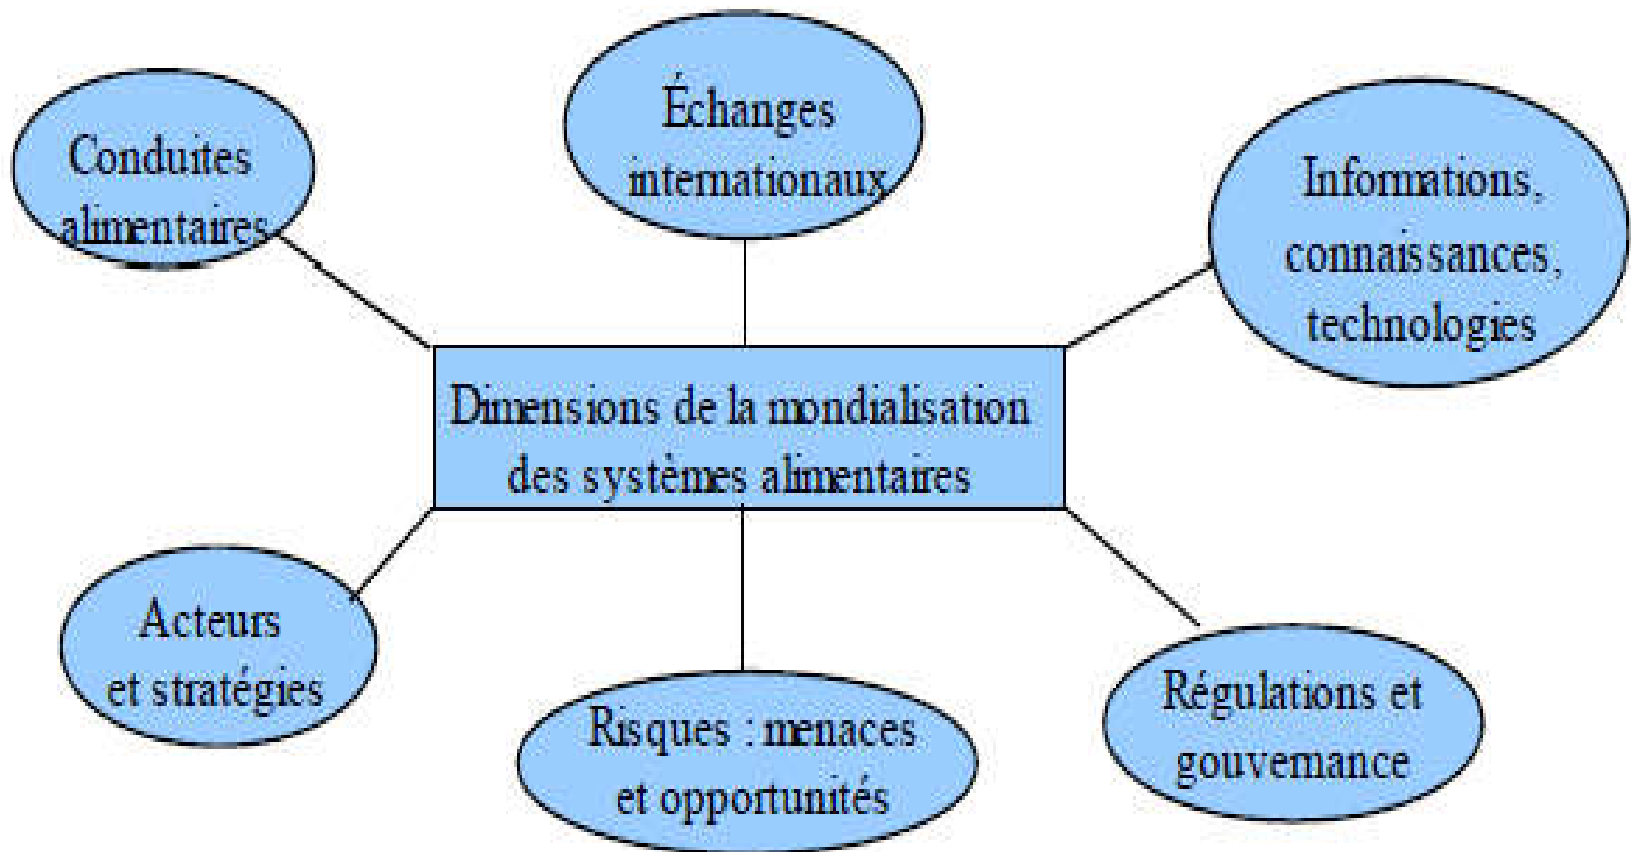 Conduites
alimentaires
Échanges
internationaux
Informations,
connaissances,
technologies
Dimensions de la mondialisation
des systèmes alimentaires
Acteurs
et stratégies
Risques : menaces
et opportunités
Régulations et
gouvernance